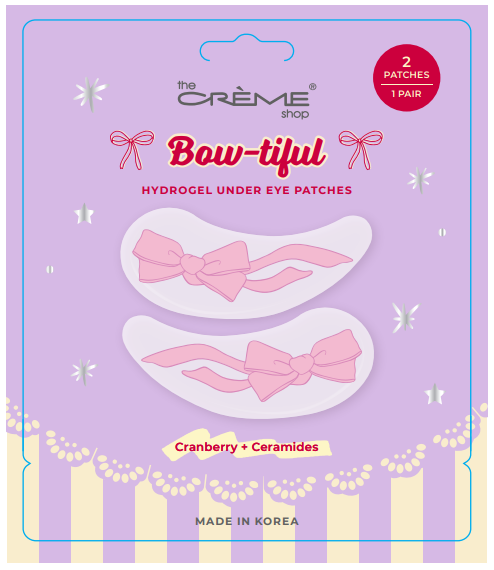 2
PATCHES
1 PAIR
the
CRÈME®
shop
Bow-tiful
HYDROGEL UNDER EYE PATCHES
Cranberry + Ceramides
MADE IN KOREA